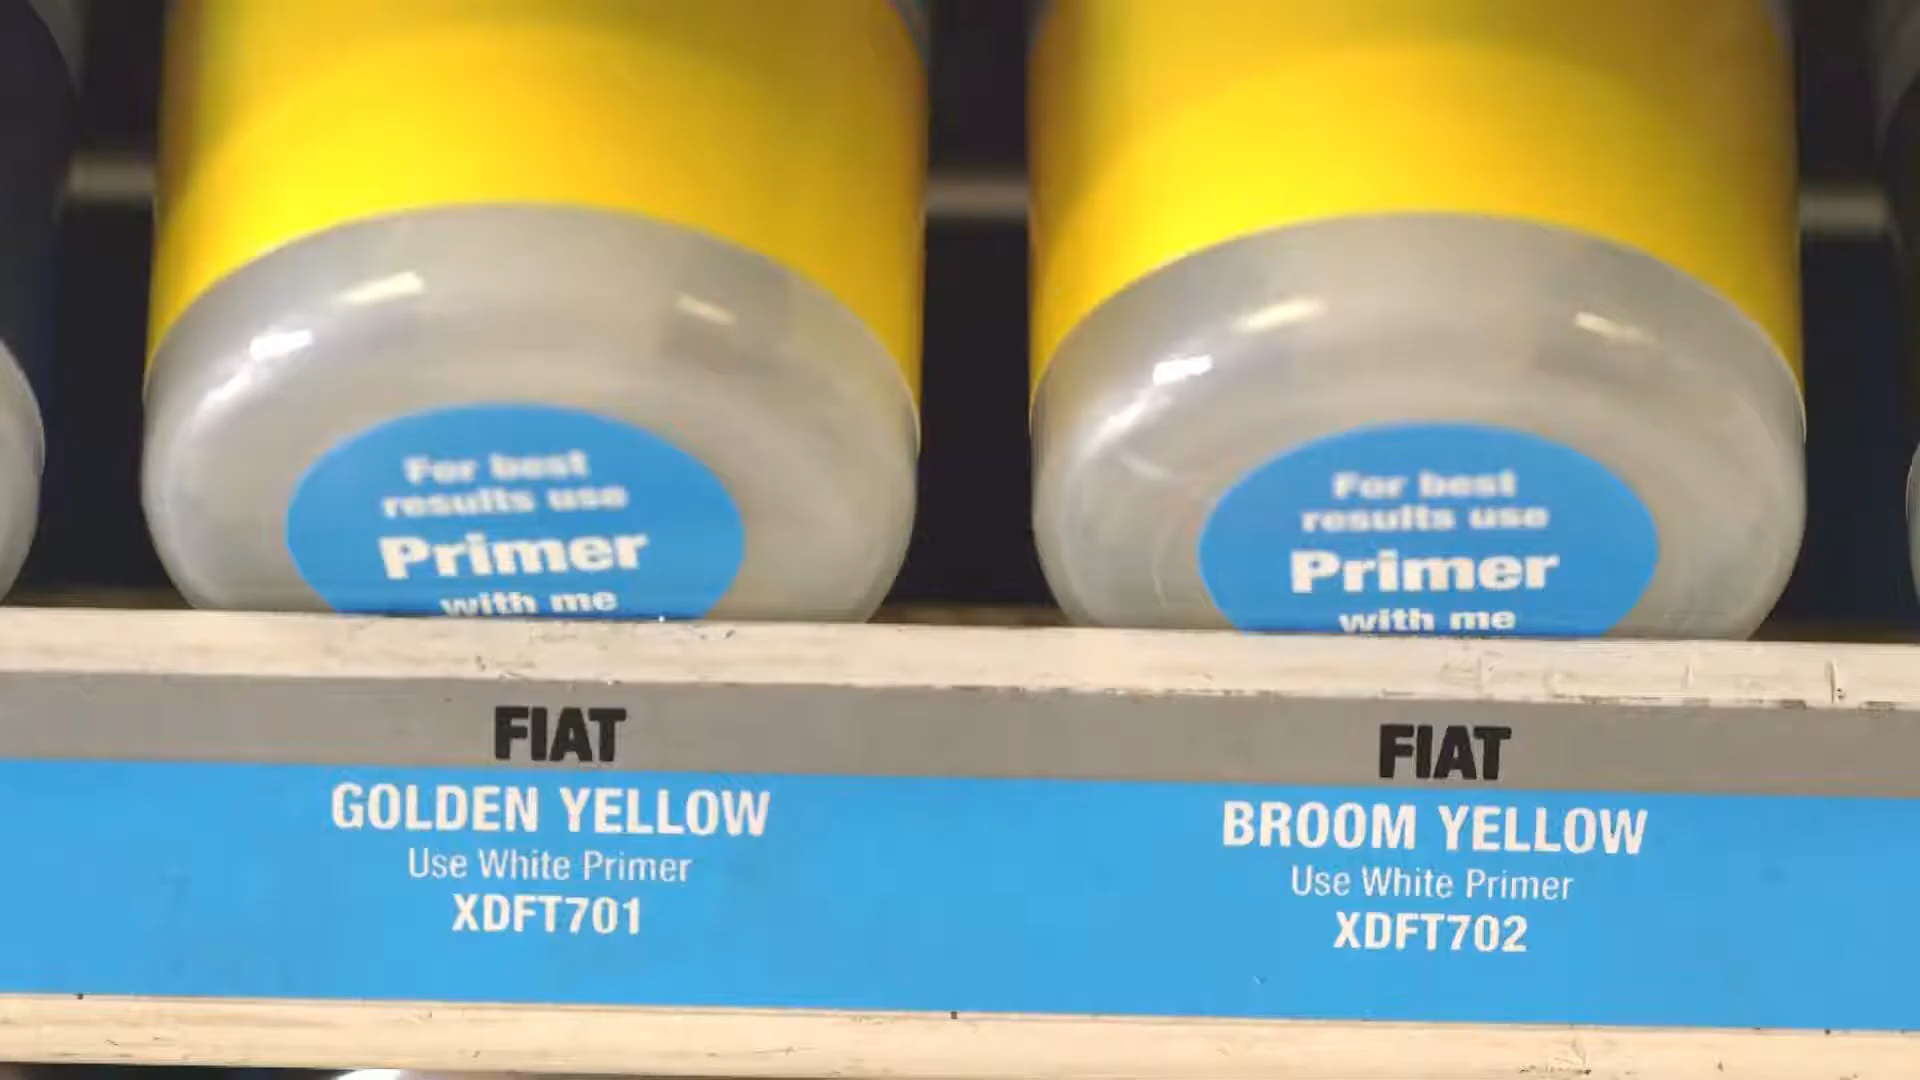 For best
results use
Primer
with me
For best
results use
Primer
with me
FIAT
GOLDEN YELLOW
Use White Primer
XDFT701
FIAT
BROOM YELLOW
Use White Primer
XDFT702